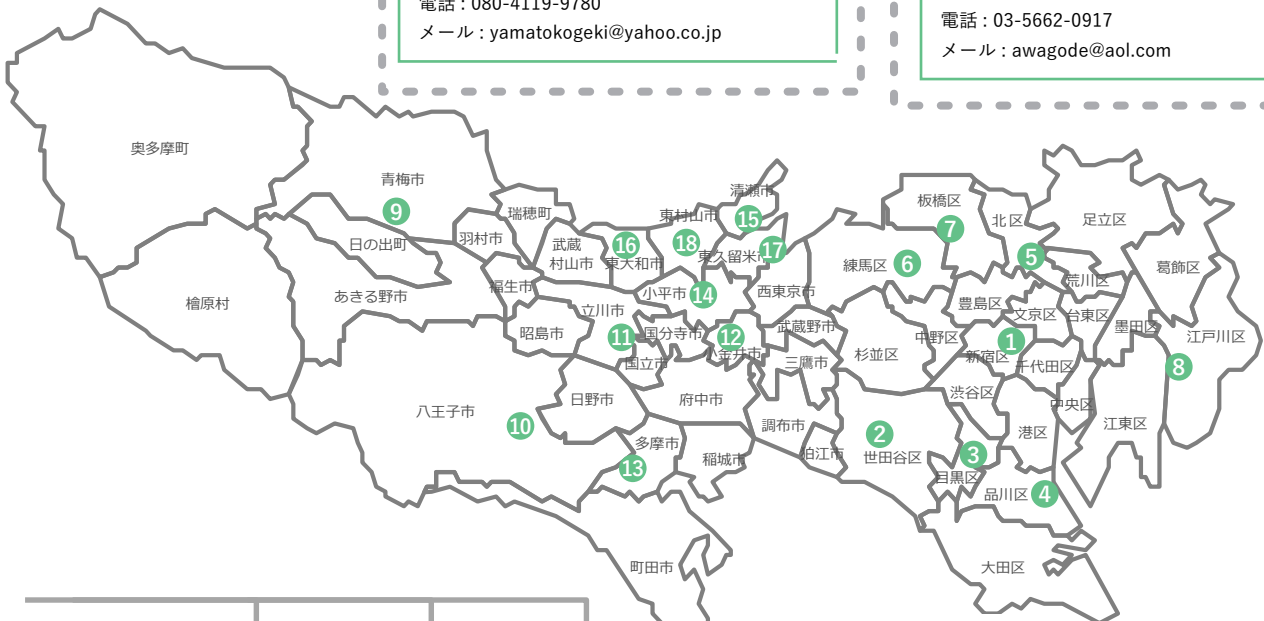 電話 : 080-4119-9780
メール : yamatokogeki@yahoo.co.jp
電話 : 03-5662-0917
メール : awagode@aol.com
奥多摩町
青梅市
9
日の出町
檜原村
あきる野市
羽村市
瑞穂町
福生市
武蔵
村山市
16
東大和市
東村山市
18
清瀬市
15
東久留米市
17
小平市
14
西東京市
立川市
11
昭島市
国分寺市
12
小金井市
国立市
武蔵野市
三鷹市
八王子市
10
日野市
府中市
多摩市
13
稲城市
調布市
狛江市
町田市
板橋区
7
北区
5
足立区
練馬区
6
荒川区
葛飾区
豊島区
文京区
台東区
墨田区
江戸川区
8
中野区
杉並区
1
新宿区
千代田区
渋谷区
中央区
港区
江東区
2
世田谷区
3
目黒区
品川区
4
大田区